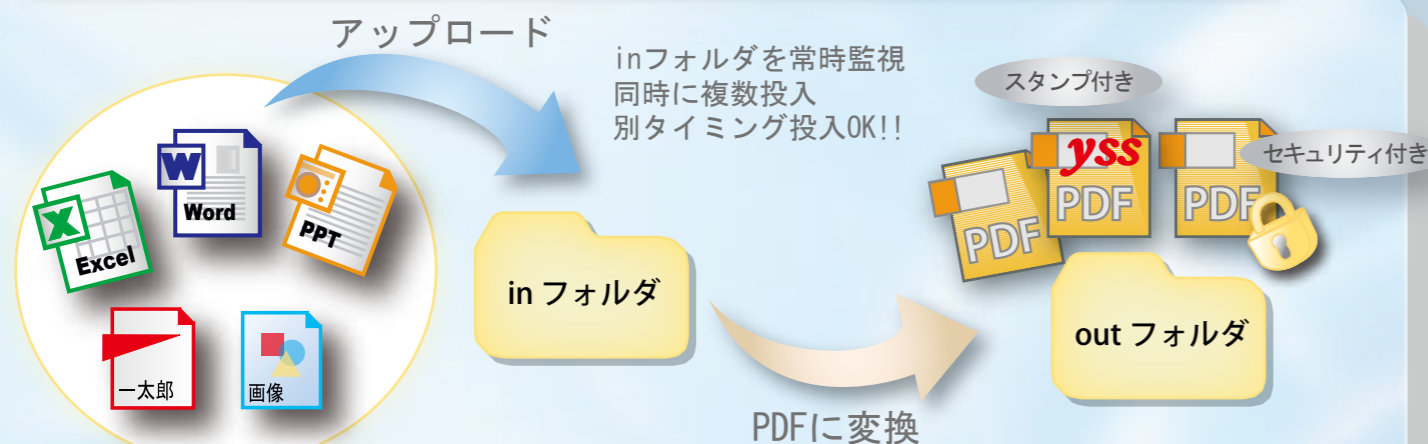 アップロード
inフォルダを常時監視
同時に複数投入
別タイミング投入OK!!
スタンプ付き
セキュリティ付き
W
Word
X
Excel
PPT
一太郎
画像
in フォルダ
yss
PDF
PDF
PDF
out フォルダ
PDFに変換